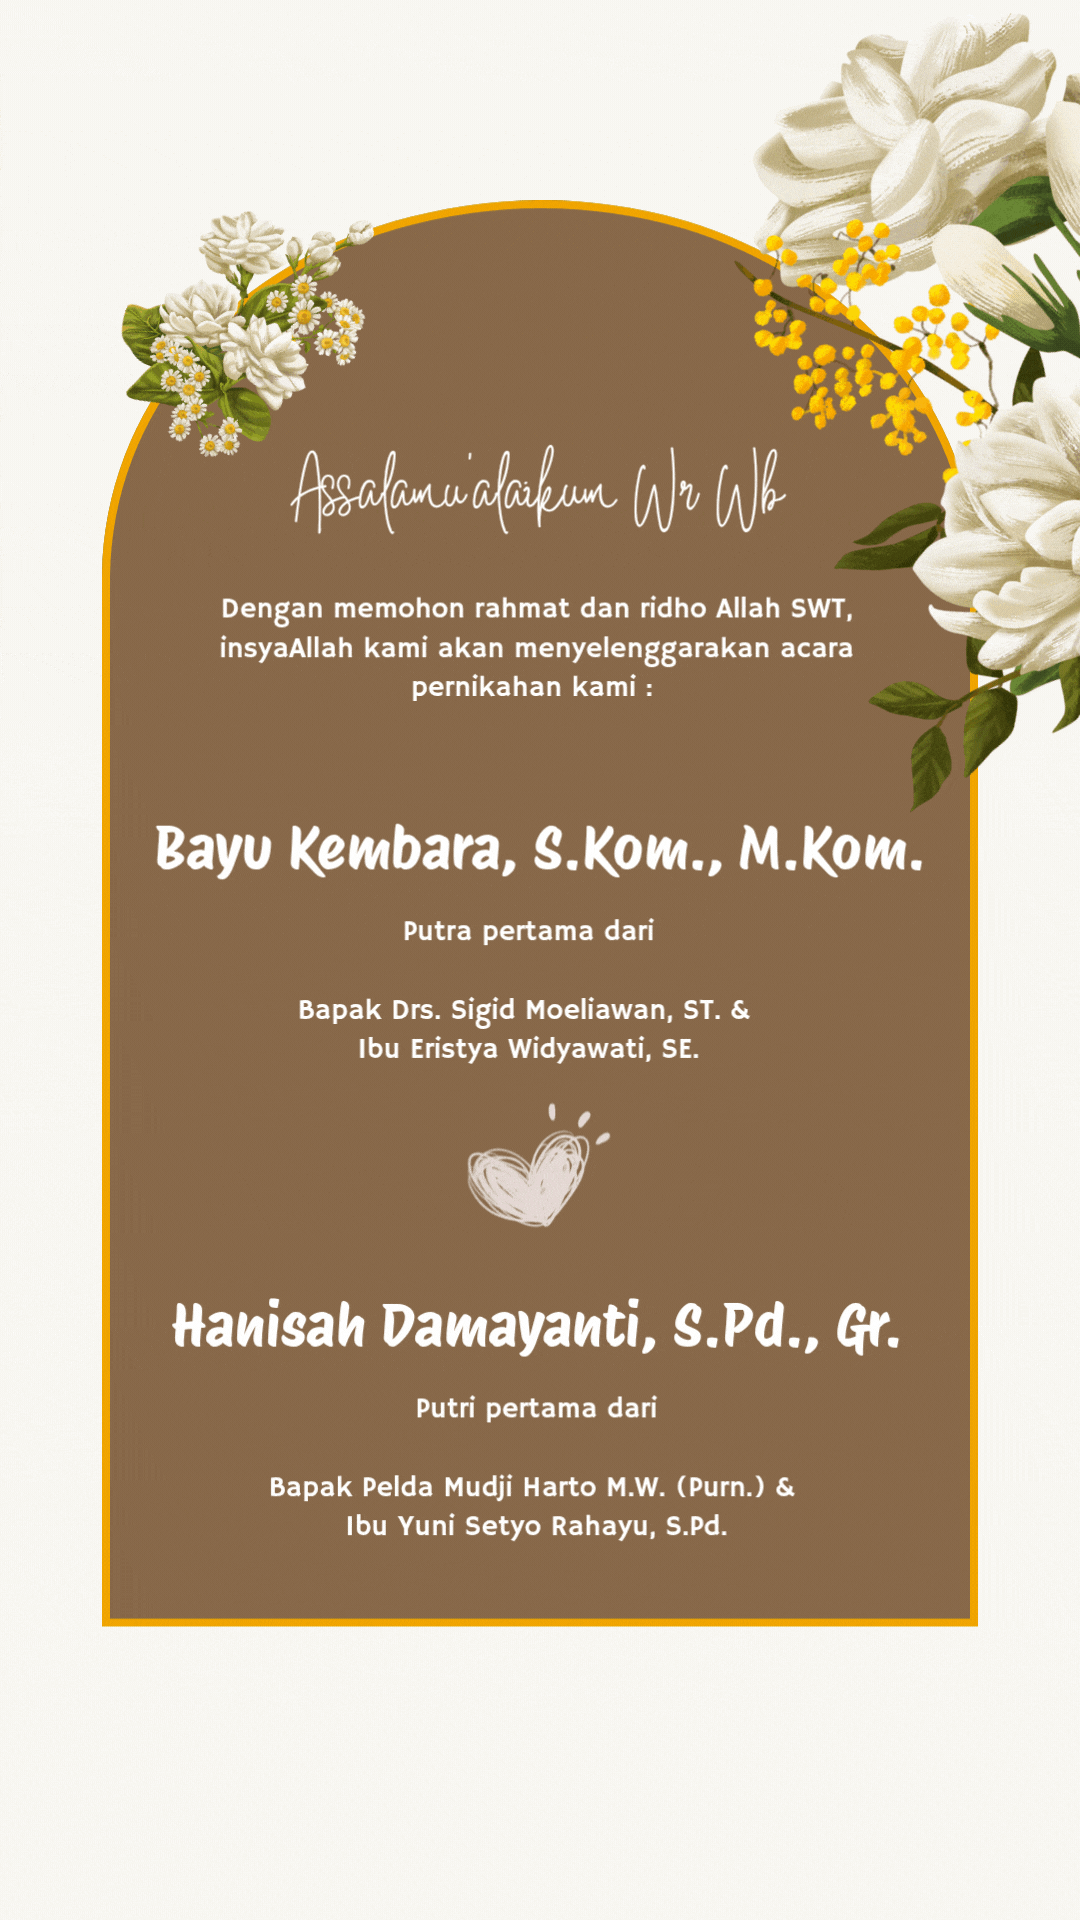 Assalamu'alaikum Wr Wb
Dengan memohon rahmat dan ridho Allah SWT,
insyaAllah kami akan menyelenggarakan acara
pernikahan kami :
Bayu Kembara, S.Kom., M.Kom.
Putra pertama dari
Bapak Drs. Sigid Moeliawan, ST. &
Ibu Eristya Widyawati, SE.
Hanisah Damayanti, S.Pd., Gr.
Putri pertama dari
Bapak Pelda Mudji Harto M.W. (Purn.) &
Ibu Yuni Setyo Rahayu, S.Pd.